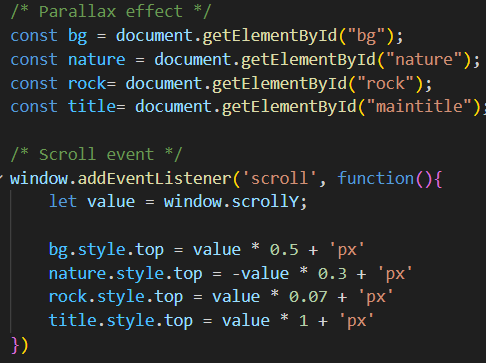 /* Parallax effect */
const bg = document.getElementById("bg");
const nature = document.getElementById("nature");
const rock= document.getElementById("rock");
const title= document.getElementById("maintitle");
/* Scroll event */
window.addEventListener('scroll', function(){
    let value = window.scrollY;
    bg.style.top = value * 0.5 + 'px'
    nature.style.top = -value * 0.3 + 'px'
    rock.style.top = value * 0.07 + 'px'
    title.style.top = value * 1 + 'px'
})